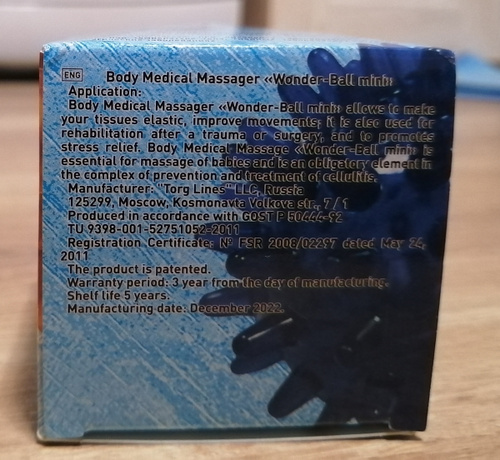 ENG Body Medical Massager «Wonder-Ball mini»
Application:
Body Medical Massager «Wonder-Ball mini» allows to make
your tissues elastic, improve movements; it is also used for
rehabilitation after a trauma or surgery, and to promotes
stress relief. Body Medical Massage «Wonder-Ball mini» is
essential for massage of babies and is an obligatory element in
the complex of prevention and treatment of cellulitis.
Manufacturer: "Torg Lines" LLC, Russia
125299, Moscow, Kosmonavta Volkova str., 7/1
Produced in accordance with GOST P 50444-92
TU 9398-001-52751052-2011
Registration Certificate: № FSR 2008/02297 dated May 24,
2011
The product is patented.
Warranty period: 3 year from the day of manufacturing.
Shelf life 5 years.
Manufacturing date: December 2022.